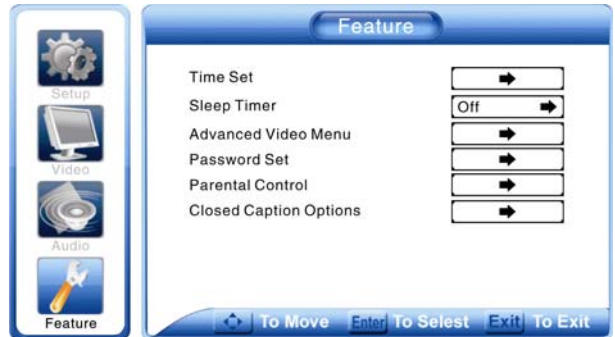 Setup
Video
Audio
Feature
Feature
Time Set
Sleep Timer Off
Advanced Video Menu
Password Set
Parental Control
Closed Caption Options
To Move Enter To Selest Exit To Exit